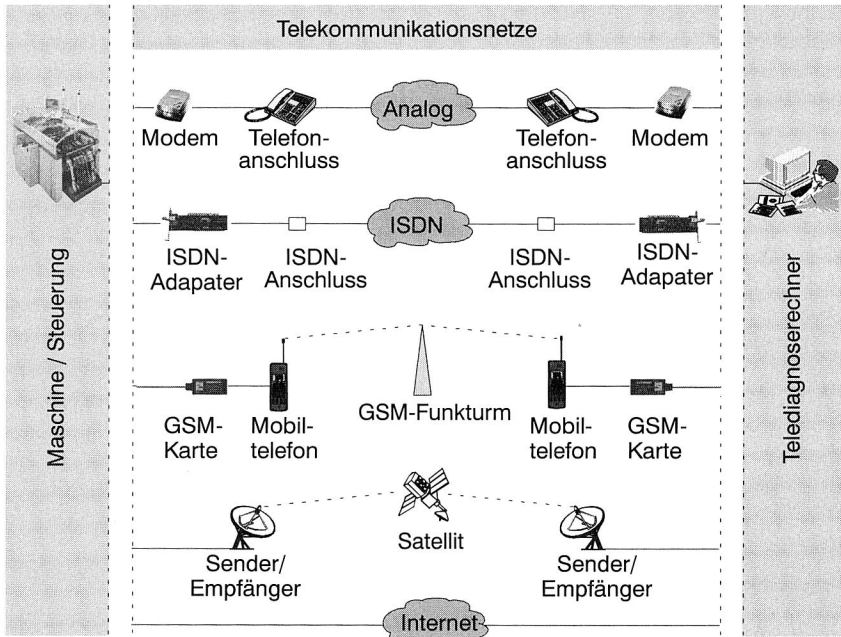 Telekommunikationsnetze
Modem
Telefon-
anschluss
Analog
Telefon-
anschluss
Modem
ISDN-
Adapater
ISDN-
Anschluss
ISDN
ISDN-
Anschluss
ISDN-
Adapater
GSM-
Karte
Mobil-
telefon
GSM-Funkturm
Mobil-
telefon
GSM-
Karte
Sender/
Empfänger
Satellit
Sender/
Empfänger
Internet
Maschine / Steuerung
Telediagnoserechner